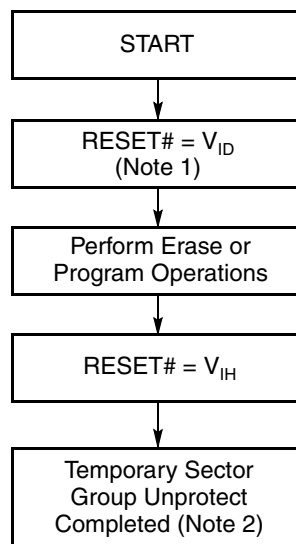 START
RESET# = VID
(Note 1)
Perform Erase or
Program Operations
RESET# = VIH
Temporary Sector
Group Unprotect
Completed (Note 2)